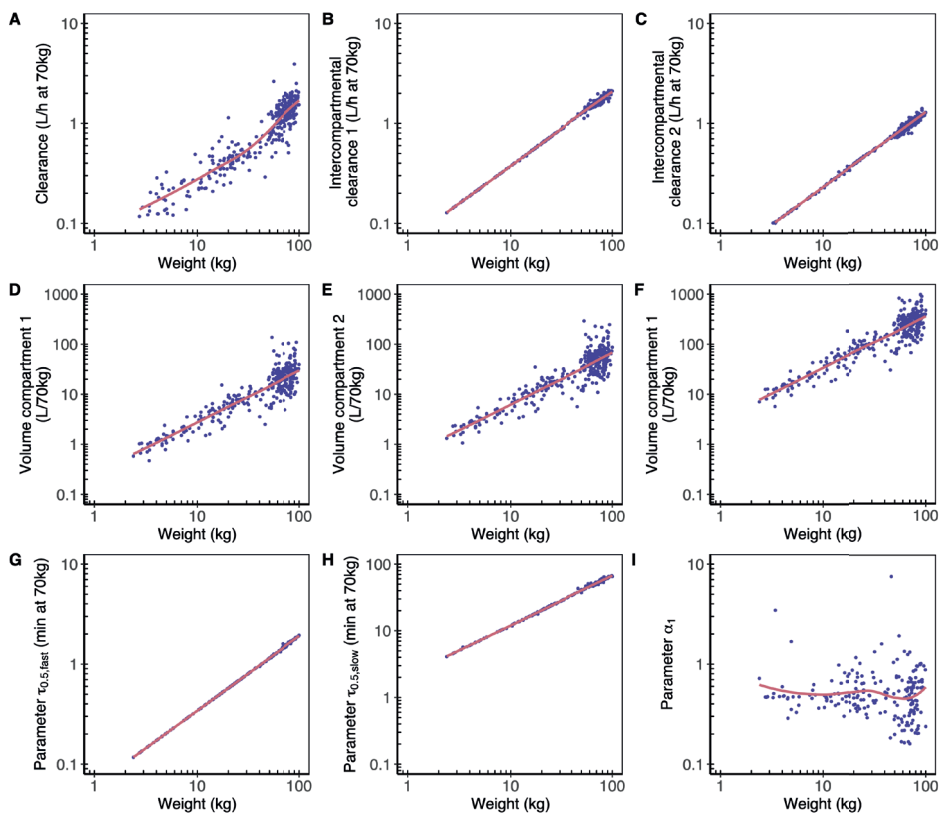 A
Clearance (L/h at 70kg)
10
1
0.1
1
10
100
Weight (kg)
B
Intercompartmental
clearance 1 (L/h at 70kg)
10
1
0.1
1
10
100
Weight (kg)
C
Intercompartmental
clearance 2 (L/h at 70kg)
10
1
0.1
1
10
100
Weight (kg)
D
Volume compartment 1
(L/70kg)
1000
100
10
1
0.1
1
10
100
Weight (kg)
E
Volume compartment 2
(L/70kg)
1000
100
10
1
0.1
1
10
100
Weight (kg)
F
Volume compartment 1
(L/70kg)
1000
100
10
1
0.1
1
10
100
Weight (kg)
G
Parameter τ0.5,fast (min at 70kg)
10
1
0.1
1
10
100
Weight (kg)
H
Parameter τ0.5,slow (min at 70kg)
100
10
1
0.1
1
10
100
Weight (kg)
I
Parameter α1
10
1
0.1
1
10
100
Weight (kg)